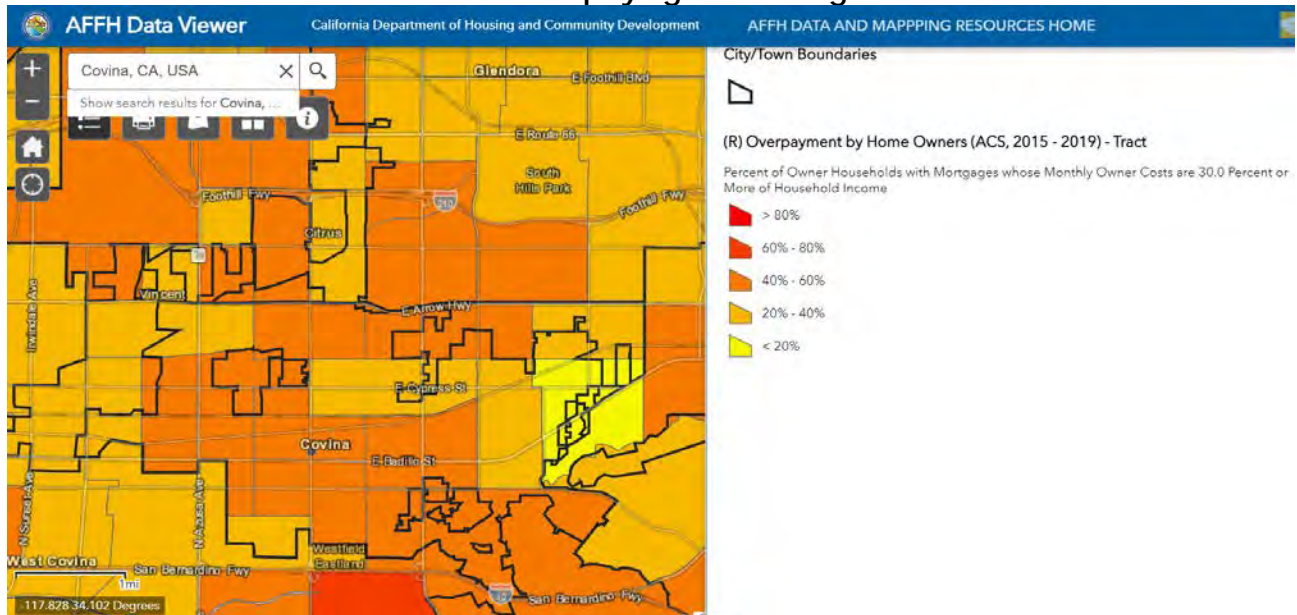 AFFH Data Viewer
California Department of Housing and Community Development
AFFH DATA AND MAPPPING RESOURCES HOME
Covina, CA, USA
Show search results for Covina, ...
Glendora
E Foothill Blvd
E Route 66
South
Hills Park
Foothill Fwy
210
Foothill Fwy
Citrus
39
Vincent
E Arrow Hwy
Irwindale Ave
E Cypress St
Covina
E Badillo St
N Sunset Ave
N Azusa Ave
West Covina
San Bernardino Fwy
Westfield
Eastland
10
San Bernardino Fwy
1mi
-117.828 34.102 Degrees
City/Town Boundaries
(R) Overpayment by Home Owners (ACS, 2015 - 2019) - Tract
Percent of Owner Households with Mortgages whose Monthly Owner Costs are 30.0 Percent or
More of Household Income
> 80%
60% - 80%
40% - 60%
20% - 40%
< 20%